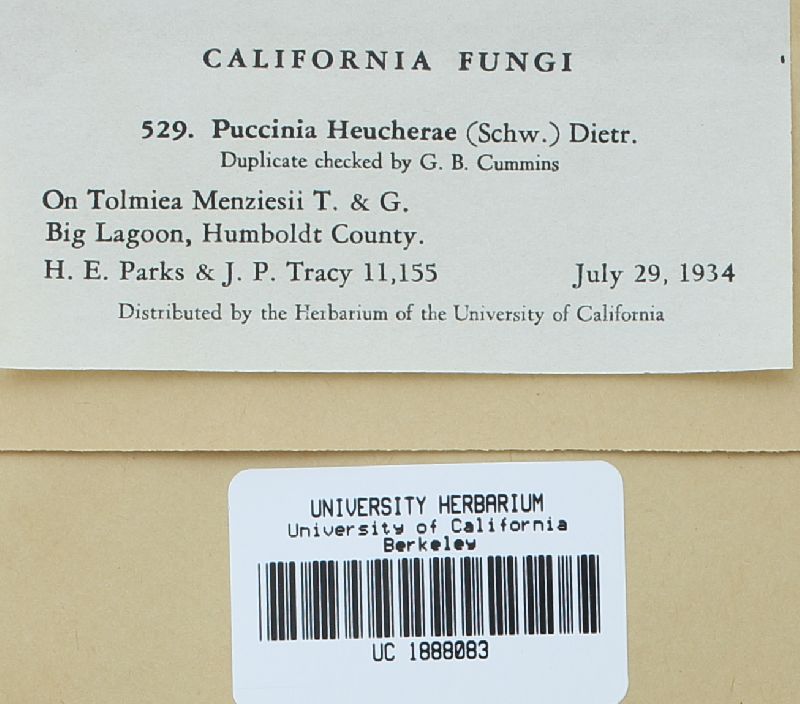 CALIFORNIA FUNGI
529. Puccinia Heucherae (Schw.) Dietr.
Duplicate checked by G. B. Cummins
On Tolmiea Menziesii T. & G.
Big Lagoon, Humboldt County.
H. E. Parks & J. P. Tracy 11,155 July 29, 1934
Distributed by the Herbarium of the University of California
UNIVERSITY HERBARIUM
University of California
Berkeley
UC 1888083